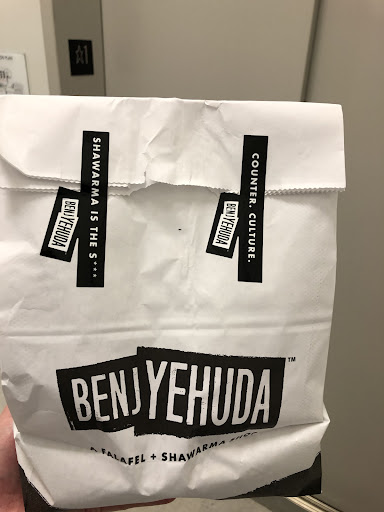 SHAWARMA IS THE S***
BENJYEHUDA
COUNTER. CULTURE.
BENJYEHUDA
BENJYEHUDA™
A FALAFEL + SHAWARMA SHOP